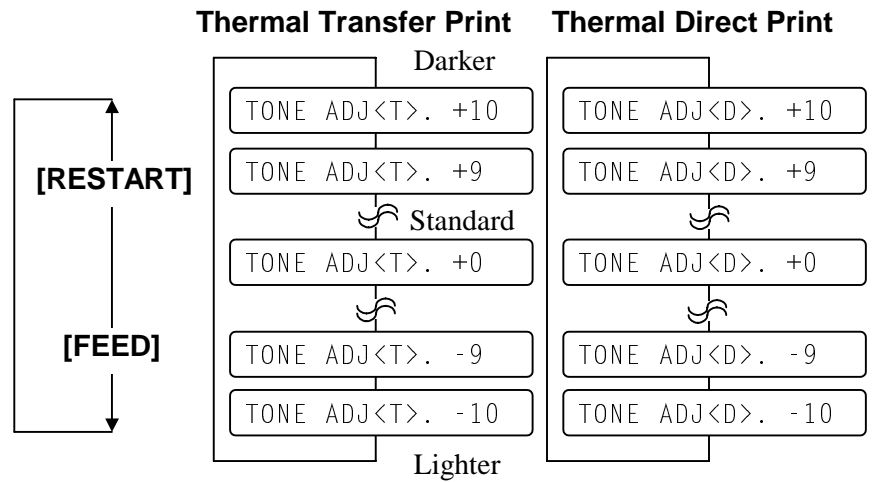 Thermal Transfer Print Thermal Direct Print
Darker
TONE ADJ<T>. +10 TONE ADJ<D>. +10
[RESTART] TONE ADJ<T>. +9 TONE ADJ<D>. +9
Standard
TONE ADJ<T>. +0 TONE ADJ<D>. +0
[FEED] TONE ADJ<T>. -9 TONE ADJ<D>. -9
TONE ADJ<T>. -10 TONE ADJ<D>. -10
Lighter